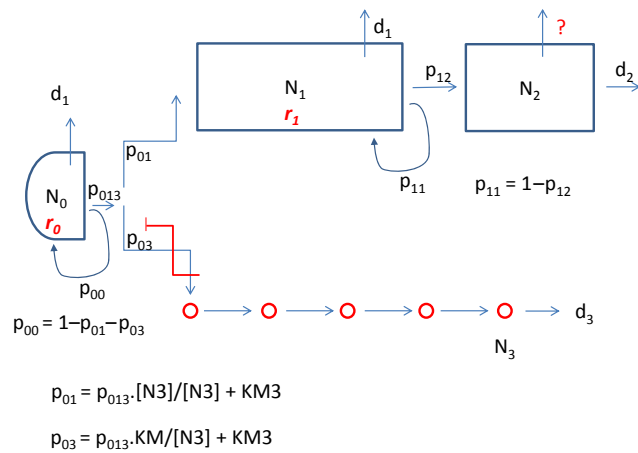 d₁
?
N₁
r₁
p₁₂
N₂
d₂
d₁
p₀₁
p₁₁
p₁₁ = 1–p₁₂
N₀
r₀
p₀₁₃
p₀₃
p₀₀
p₀₀ = 1–p₀₁–p₀₃
d₃
N₃
p₀₁ = p₀₁₃.[N3]/[N3] + KM3
p₀₃ = p₀₁₃.KM/[N3] + KM3